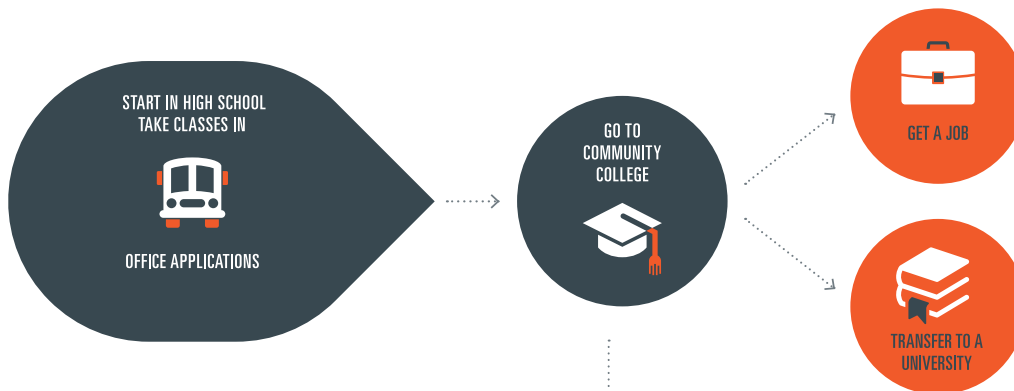 START IN HIGH SCHOOL
TAKE CLASSES IN
OFFICE APPLICATIONS
GO TO
COMMUNITY
COLLEGE
GET A JOB
TRANSFER TO A
UNIVERSITY